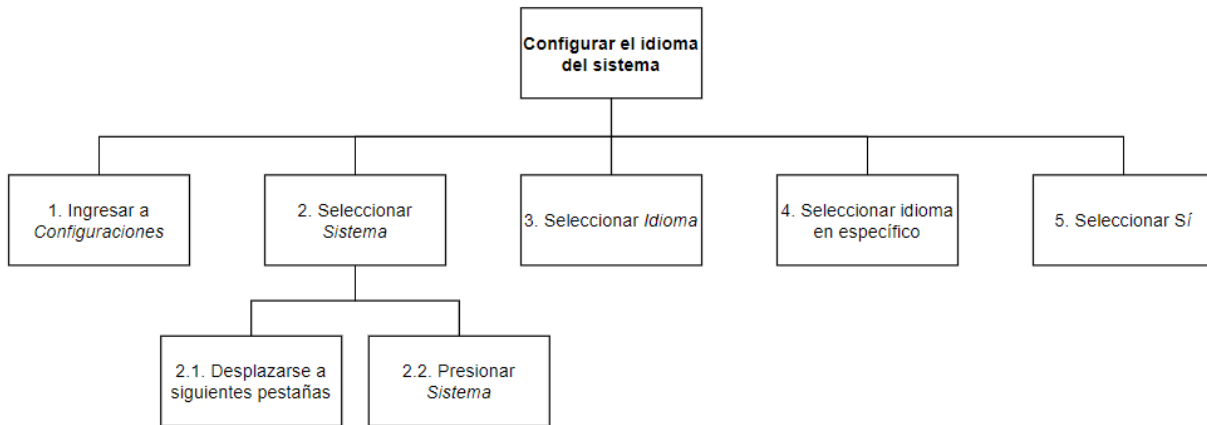 Configurar el idioma
del sistema
1. Ingresar a
Configuraciones
2. Seleccionar
Sistema
3. Seleccionar Idioma
4. Seleccionar idioma
en específico
5. Seleccionar Sí
2.1. Desplazarse a
siguientes pestañas
2.2. Presionar
Sistema